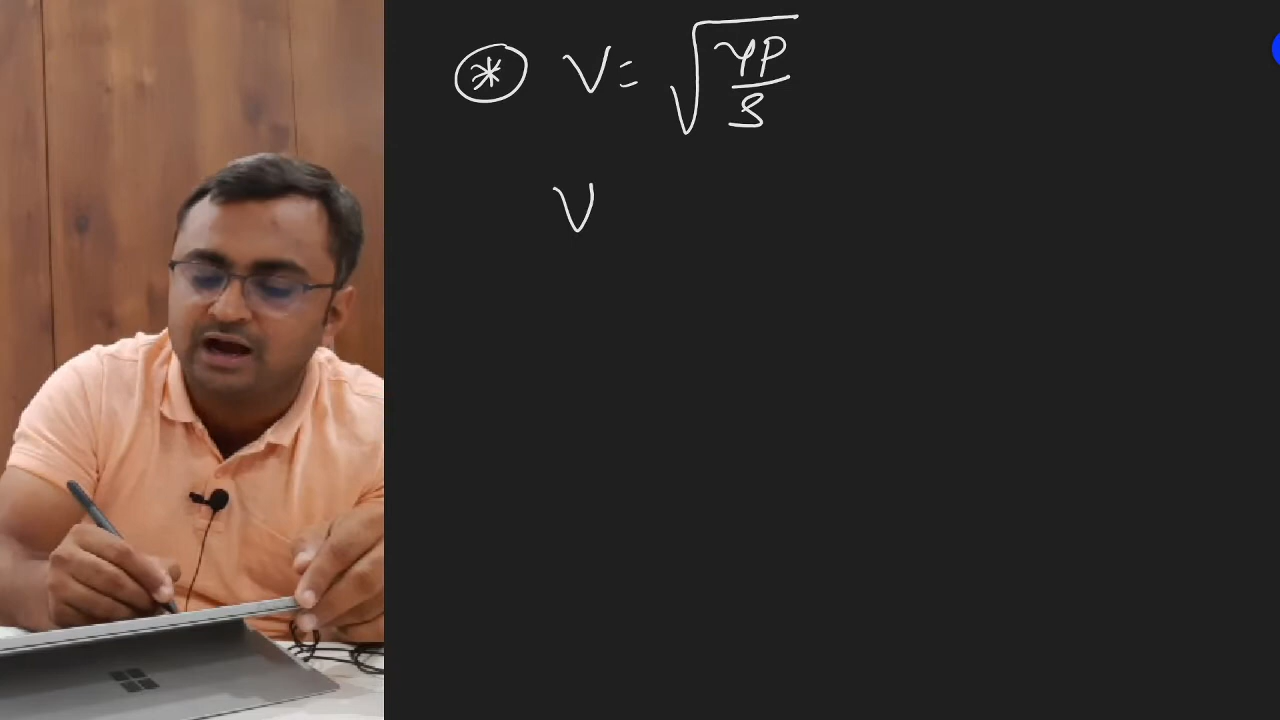 ⊛ V = √(γP/ρ)
V